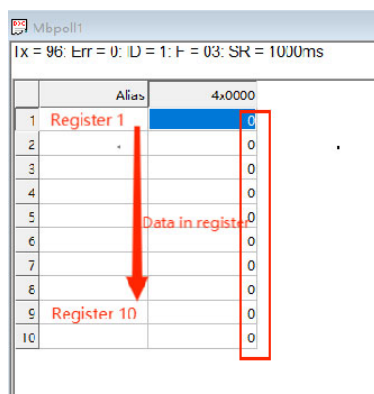 Mbpoll1
Tx = 96: Err = 0: ID = 1: F = 03: SR = 1000ms
Alias 4x0000
1 Register 1 0
2 0
3 0
4 0
5 0
Data in register
6 0
7 0
8 0
9 Register 10 0
10 0